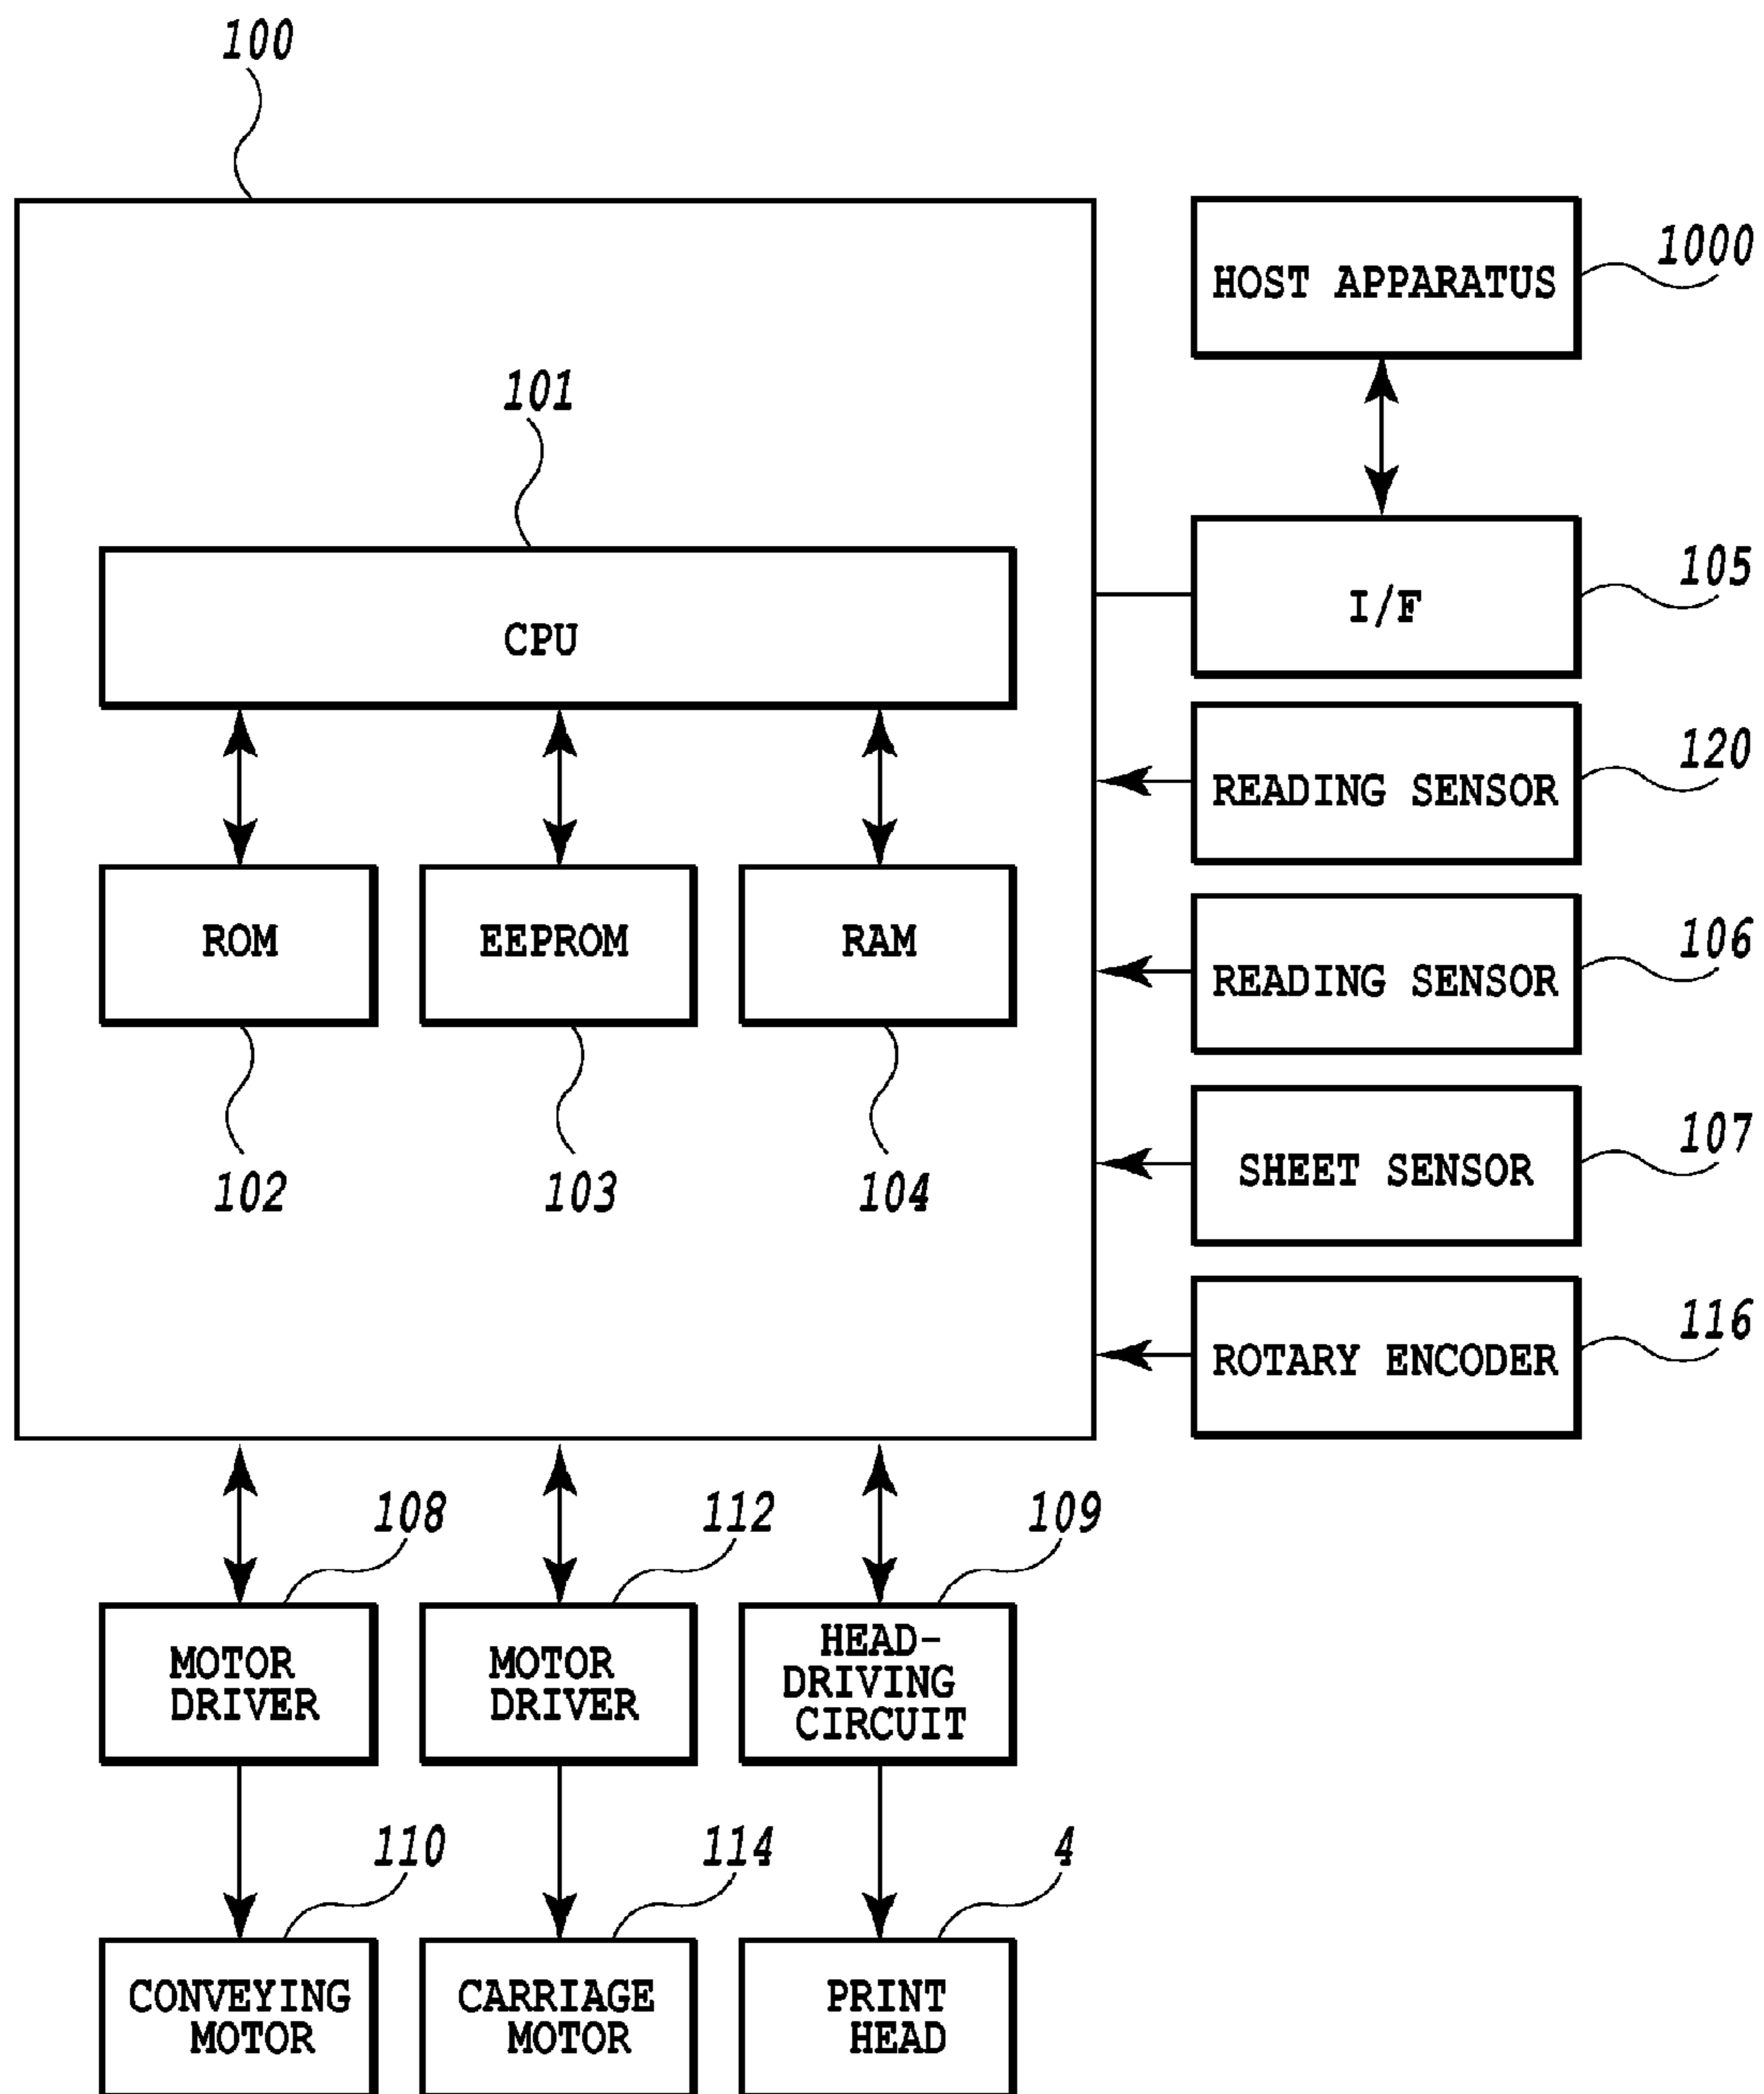 100
HOST APPARATUS
1000
101
CPU
I/F
105
READING SENSOR
120
ROM
EEPROM
RAM
READING SENSOR
106
102
103
104
SHEET SENSOR
107
ROTARY ENCODER
116
108
112
109
MOTOR
DRIVER
MOTOR
DRIVER
HEAD-
DRIVING
CIRCUIT
110
114
4
CONVEYING
MOTOR
CARRIAGE
MOTOR
PRINT
HEAD